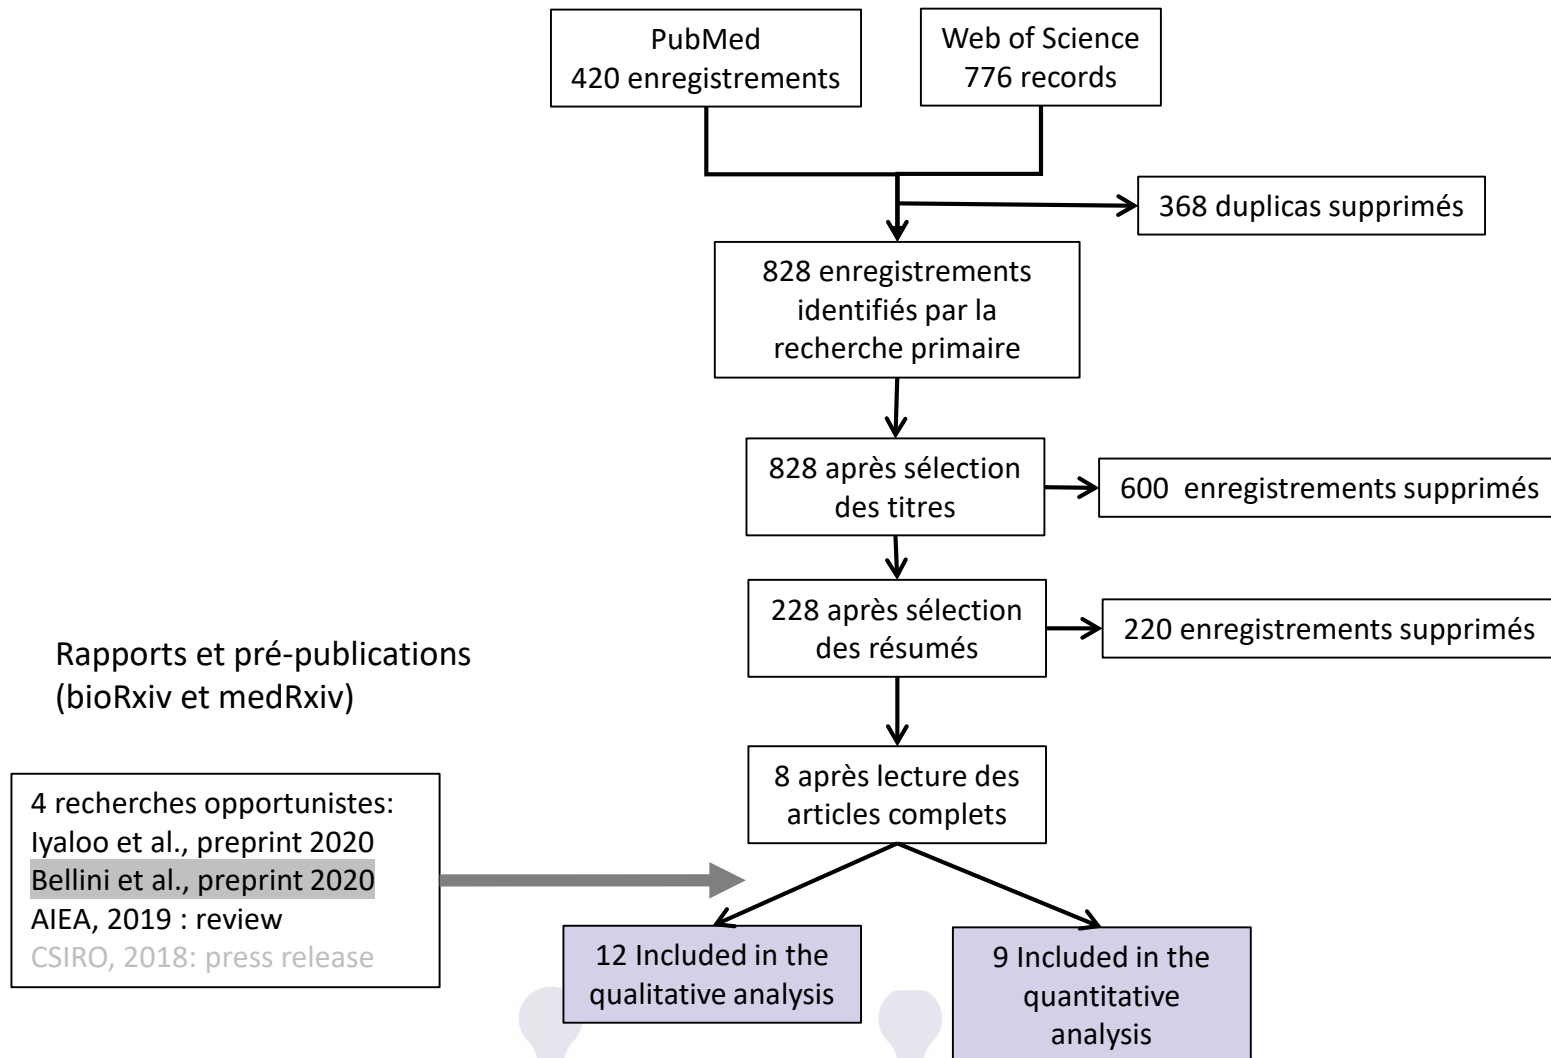 PubMed
420 enregistrements
Web of Science
776 records
368 duplicas supprimés
828 enregistrements
identifiés par la
recherche primaire
828 après sélection
des titres
600  enregistrements supprimés
228 après sélection
des résumés
220 enregistrements supprimés
Rapports et pré-publications
(bioRxiv et medRxiv)
8 après lecture des
articles complets
4 recherches opportunistes:
Iyaloo et al., preprint 2020
Bellini et al., preprint 2020
AIEA, 2019 : review
CSIRO, 2018: press release
12 Included in the
qualitative analysis
9 Included in the
quantitative
analysis